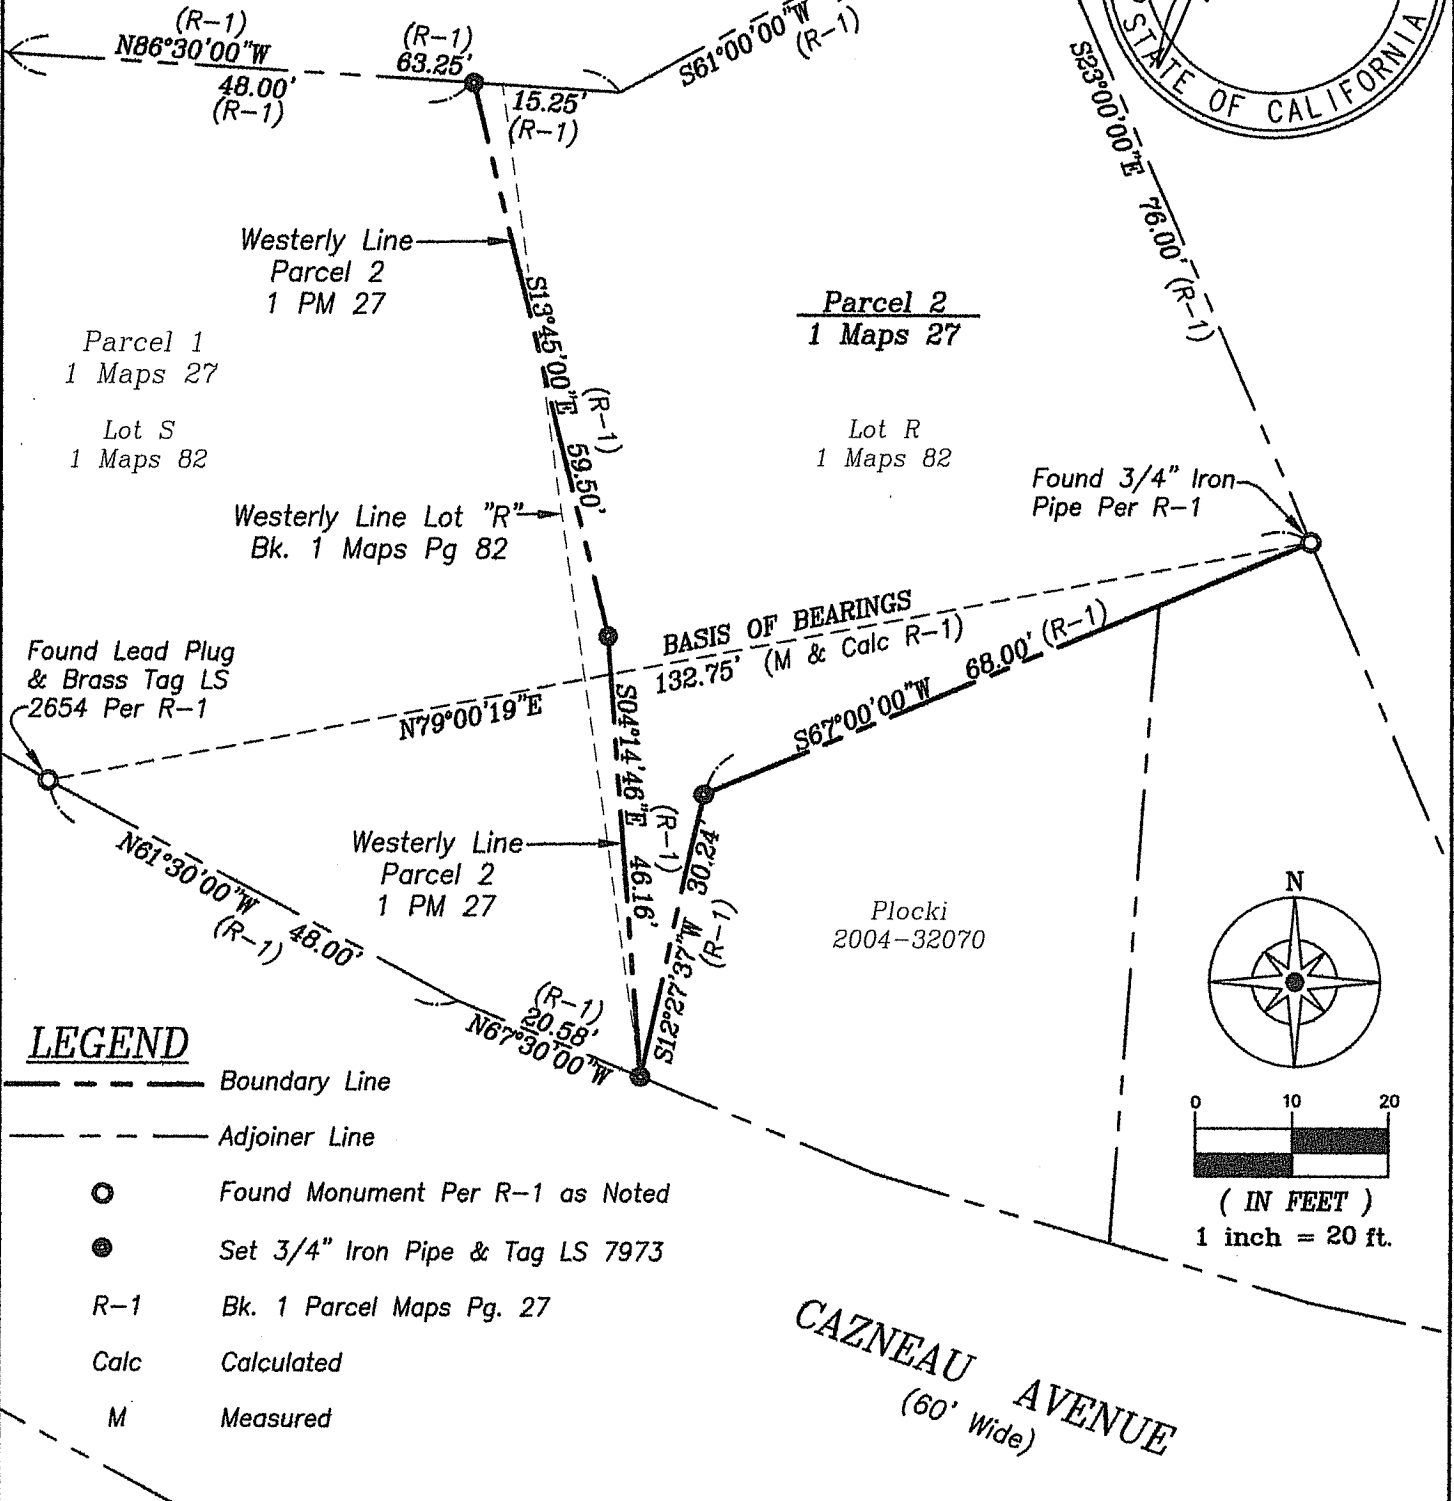 (R-1)
N86°30'00"W
48.00'
(R-1)
(R-1)
63.25'
15.25'
(R-1)
S61°00'00"W
(R-1)
STATE OF CALIFORNIA
S23°00'00"E 76.00' (R-1)
Westerly Line
Parcel 2
1 PM 27
S13°45'00"E 59.50'
(R-1)
Parcel 2
1 Maps 27
Parcel 1
1 Maps 27
Lot S
1 Maps 82
Lot R
1 Maps 82
Found 3/4" Iron
Pipe Per R-1
Westerly Line Lot "R"
Bk. 1 Maps Pg 82
BASIS OF BEARINGS
132.75' (M & Calc R-1)
N79°00'19"E
S67°00'00"W 68.00' (R-1)
Found Lead Plug
& Brass Tag LS
2654 Per R-1
S04°14'46"E 46.16'
(R-1)
S12°27'37"W 30.24'
(R-1)
Westerly Line
Parcel 2
1 PM 27
N61°30'00"W 48.00'
(R-1)
(R-1)
20.58'
N67°30'00"W
Plocki
2004-32070
N
0 10 20
( IN FEET )
1 inch = 20 ft.
LEGEND
Boundary Line
Adjoiner Line
Found Monument Per R-1 as Noted
Set 3/4" Iron Pipe & Tag LS 7973
R-1 Bk. 1 Parcel Maps Pg. 27
Calc Calculated
M Measured
CAZNEAU AVENUE
(60' Wide)